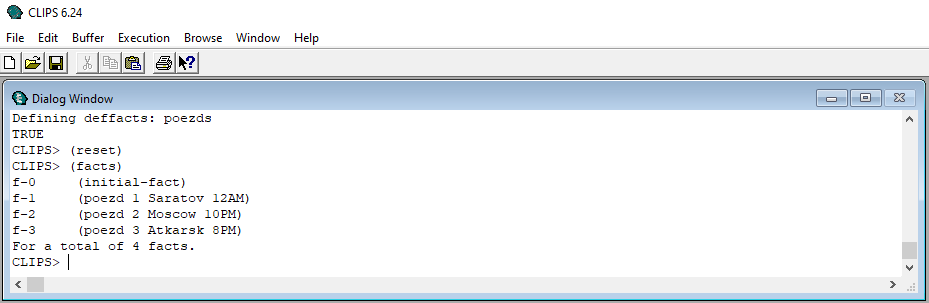 CLIPS 6.24
File Edit Buffer Execution Browse Window Help
Dialog Window
Defining deffacts: poezds
TRUE
CLIPS> (reset)
CLIPS> (facts)
f-0     (initial-fact)
f-1     (poezd 1 Saratov 12AM)
f-2     (poezd 2 Moscow 10PM)
f-3     (poezd 3 Atkarsk 8PM)
For a total of 4 facts.
CLIPS>